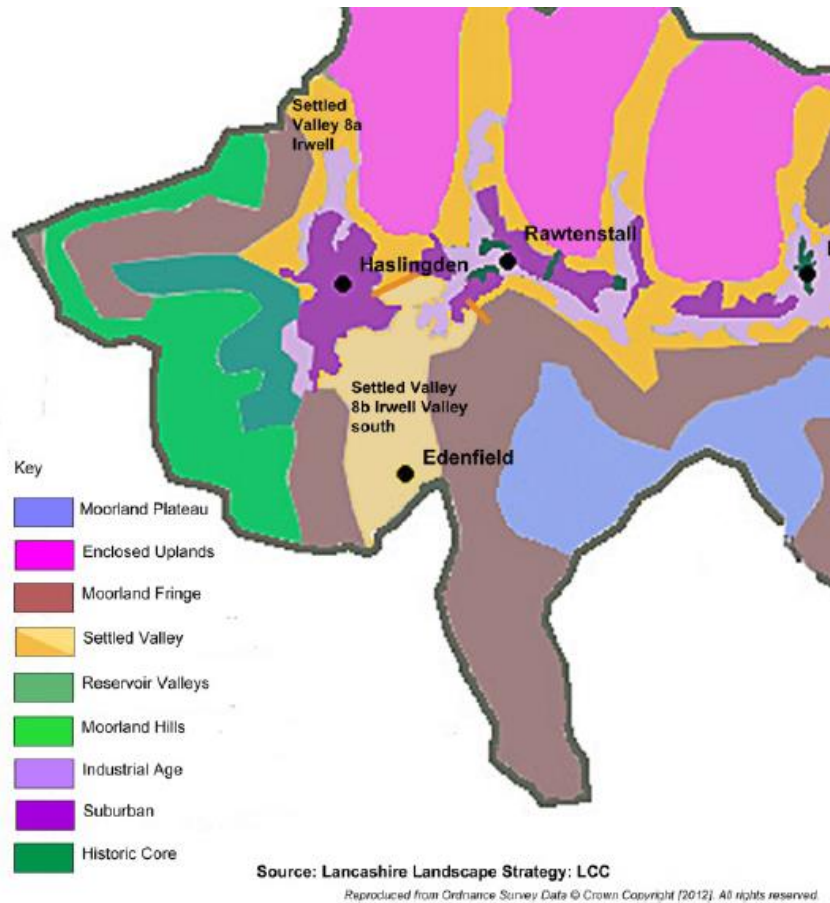 Settled
Valley 8a
Irwell
Rawtenstall
Haslingden
Settled Valley
8b Irwell Valley
south
Edenfield
Key
Moorland Plateau
Enclosed Uplands
Moorland Fringe
Settled Valley
Reservoir Valleys
Moorland Hills
Industrial Age
Suburban
Historic Core
Source: Lancashire Landscape Strategy: LCC
Reproduced from Ordnance Survey Data © Crown Copyright [2012]. All rights reserved.